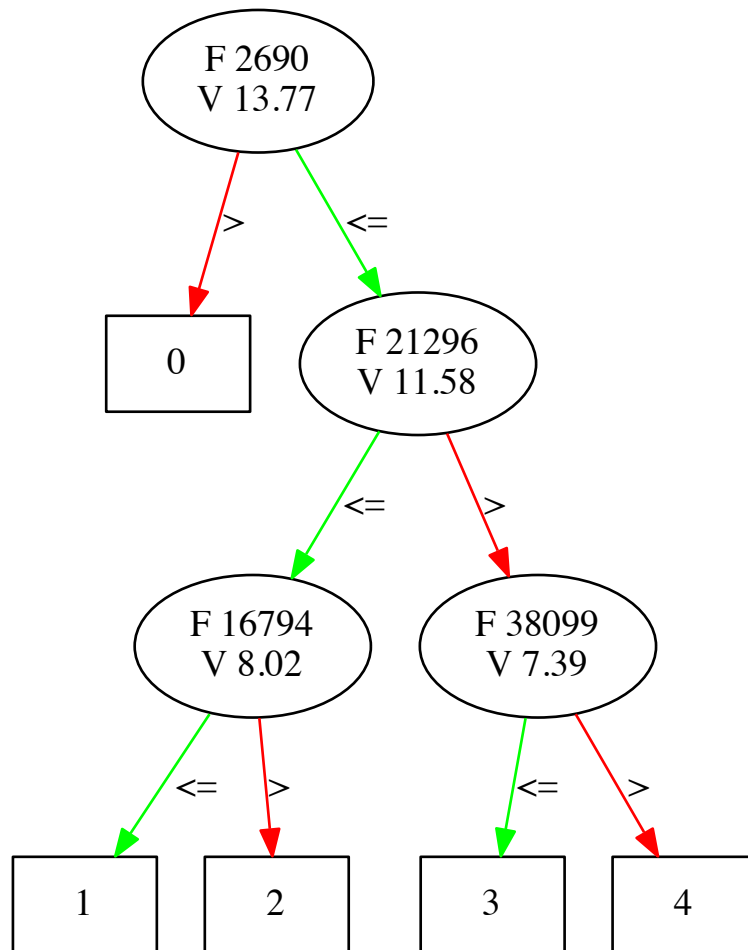 F 2690
V 13.77
>
<=
0
F 21296
V 11.58
<=
>
F 16794
V 8.02
F 38099
V 7.39
<=
>
<=
>
1
2
3
4